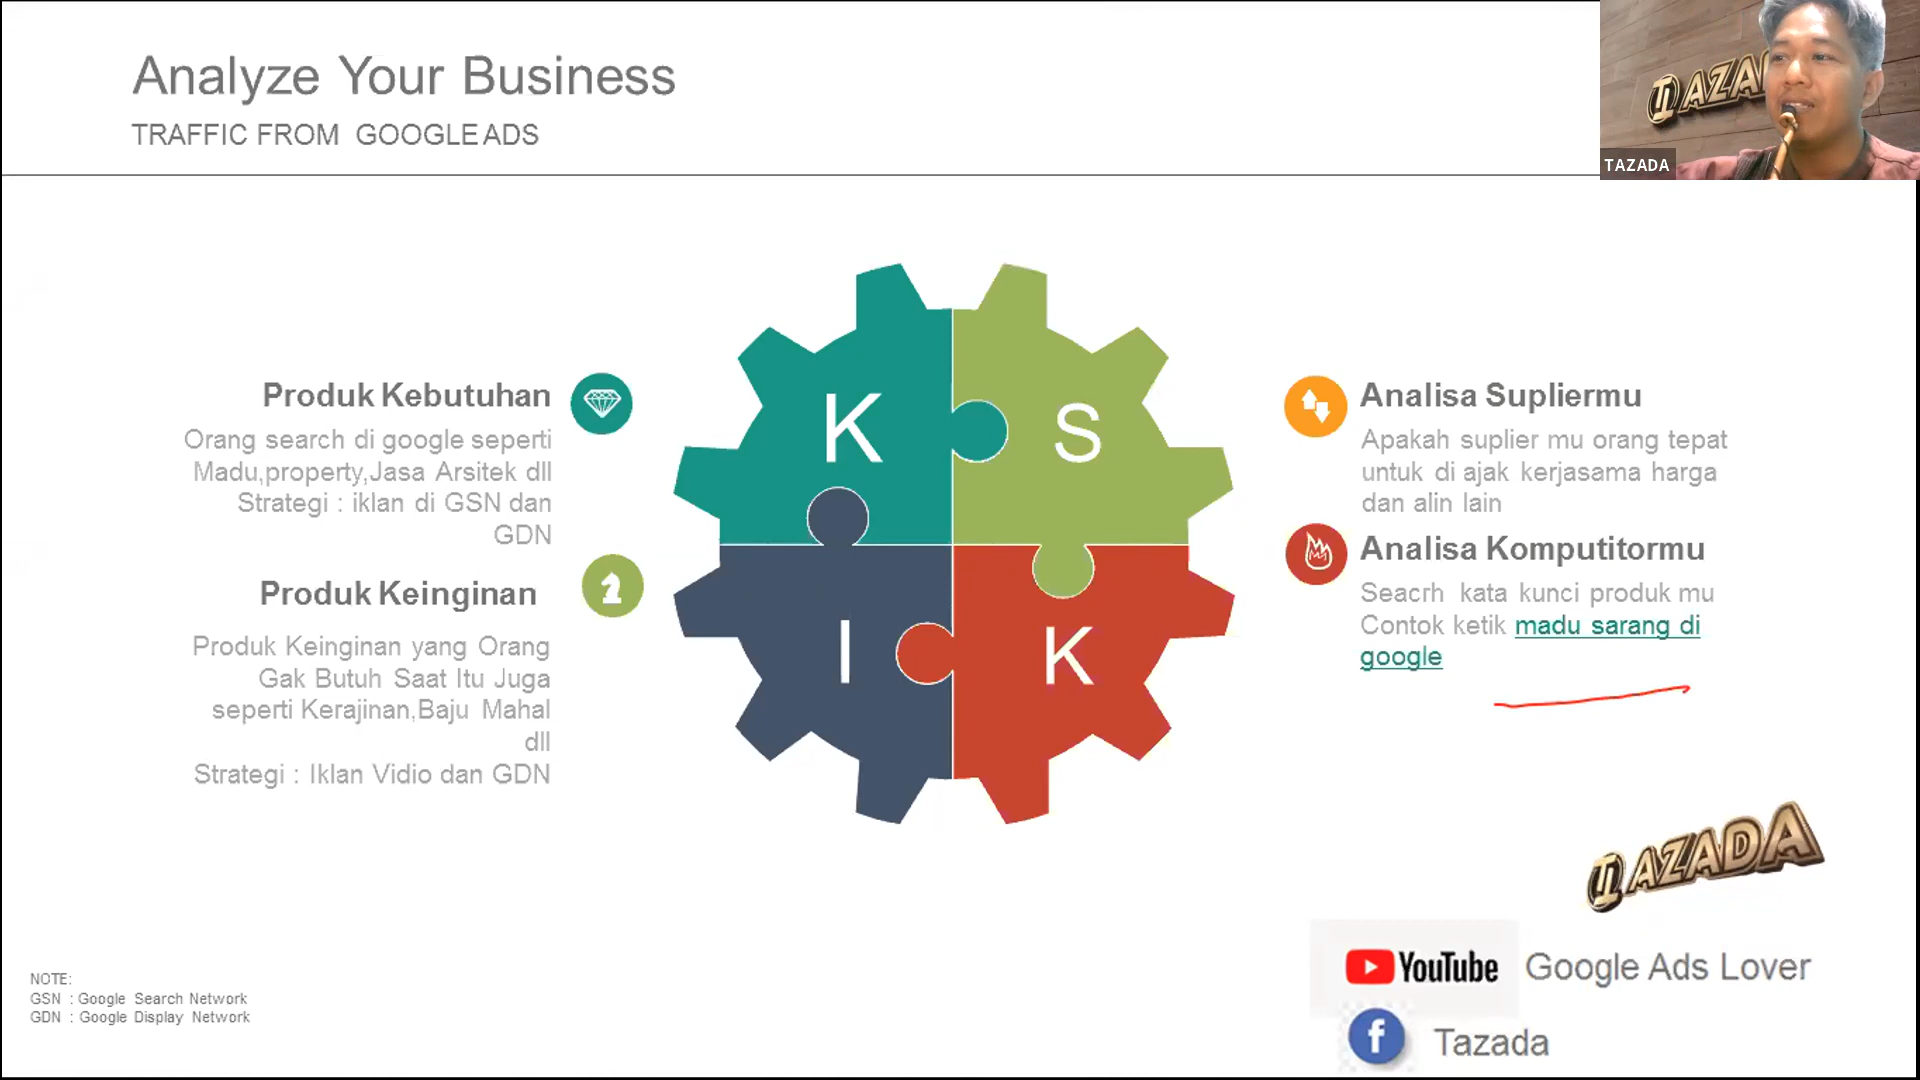 Analyze Your Business
TRAFFIC FROM GOOGLE ADS
AZA
TAZADA
Produk Kebutuhan
Orang search di google seperti
Madu,property,Jasa Arsitek dll
Strategi : iklan di GSN dan
GDN
Produk Keinginan
Produk Keinginan yang Orang
Gak Butuh Saat Itu Juga
seperti Kerajinan,Baju Mahal
dll
Strategi : Iklan Vidio dan GDN
K
S
I
K
Analisa Supliermu
Apakah suplier mu orang tepat
untuk di ajak kerjasama harga
dan alin lain
Analisa Komputitormu
Seacrh kata kunci produk mu
Contok ketik madu sarang di
google
TAZADA
YouTube Google Ads Lover
f Tazada
NOTE:
GSN : Google Search Network
GDN : Google Display Network